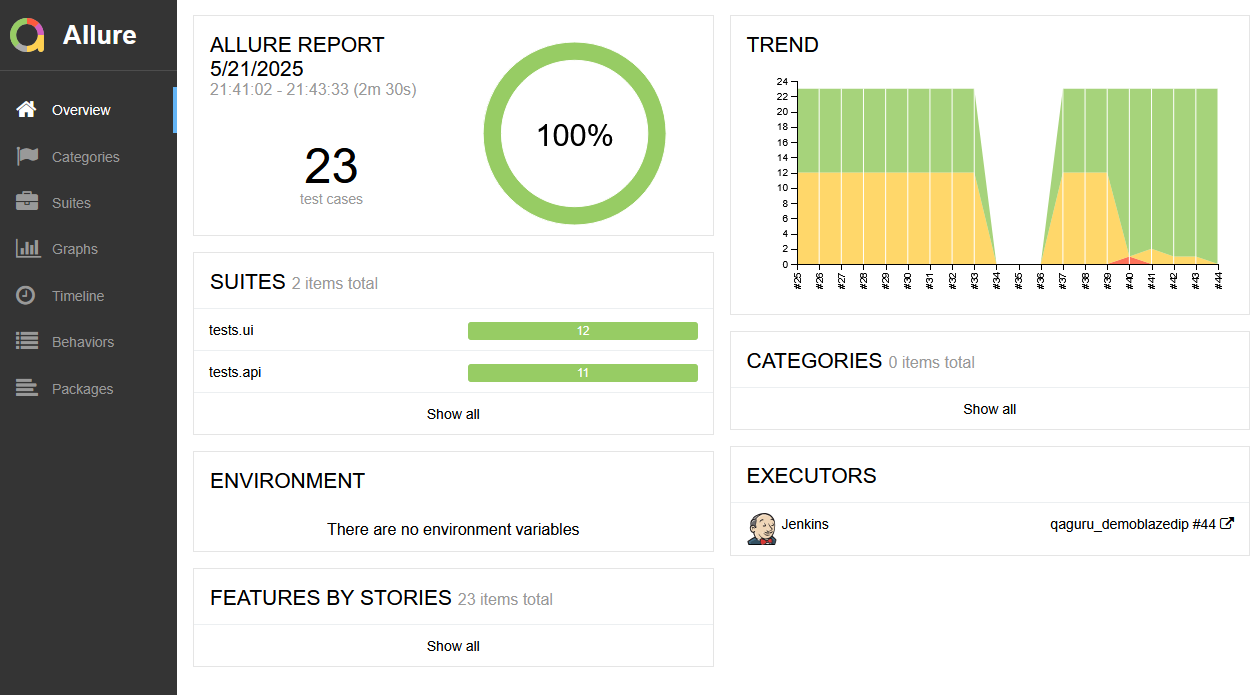 Allure
Overview
Categories
Suites
Graphs
Timeline
Behaviors
Packages
ALLURE REPORT
5/21/2025
21:41:02 - 21:43:33 (2m 30s)
23
test cases
100%
SUITES 2 items total
tests.ui 12
tests.api 11
Show all
ENVIRONMENT
There are no environment variables
FEATURES BY STORIES 23 items total
Show all
TREND
24
22
20
18
16
14
12
10
8
6
4
2
0
#25 #26 #27 #28 #29 #30 #31 #32 #33 #34 #35 #36 #37 #38 #39 #40 #41 #42 #43 #44
CATEGORIES 0 items total
Show all
EXECUTORS
Jenkins qaguru_demoblazedip #44